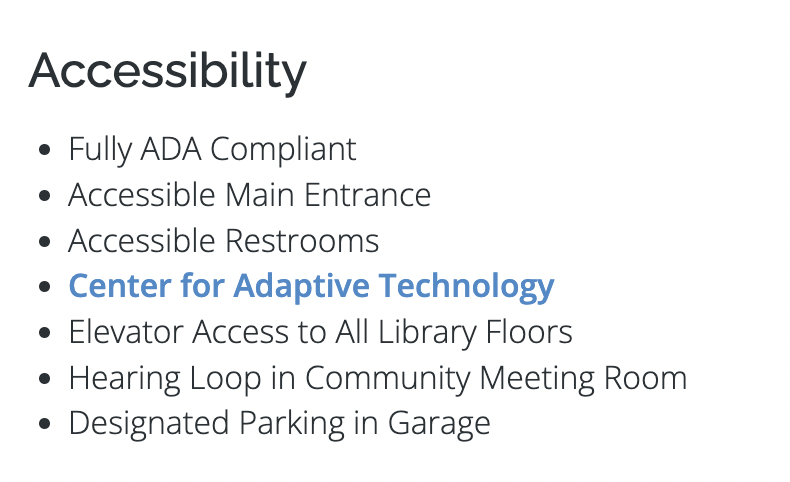 Accessibility
• Fully ADA Compliant
• Accessible Main Entrance
• Accessible Restrooms
• Center for Adaptive Technology
• Elevator Access to All Library Floors
• Hearing Loop in Community Meeting Room
• Designated Parking in Garage